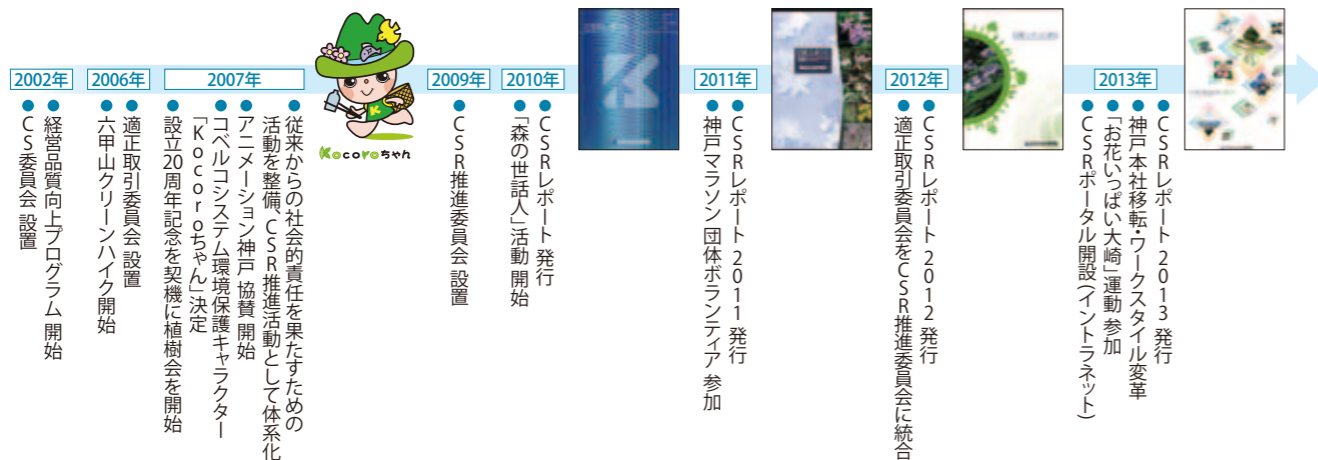 2002年
経営品質向上プログラム 開始
CS委員会 設置
2006年
適正取引委員会 設置
六甲山クリーンハイク開始
2007年
従来からの社会的責任を果たすための
活動を整備、CSR推進活動として体系化
アニメーション神戸 協賛 開始
コベルコシステム環境保護キャラクター
「Kocoroちゃん」決定
設立20周年記念を契機に植樹会を開始
K
Kocoroちゃん
2009年
CSR推進委員会 設置
2010年
CSRレポート 発行
「森の世話人」活動 開始
2011年
CSRレポート 2011 発行
神戸マラソン 団体ボランティア 参加
2012年
CSRレポート 2012 発行
適正取引委員会をCSR推進委員会に統合
2013年
CSRレポート 2013 発行
神戸本社移転・ワークスタイル変革
「お花いっぱい大崎」運動 参加
CSRポータル開設（イントラネット）